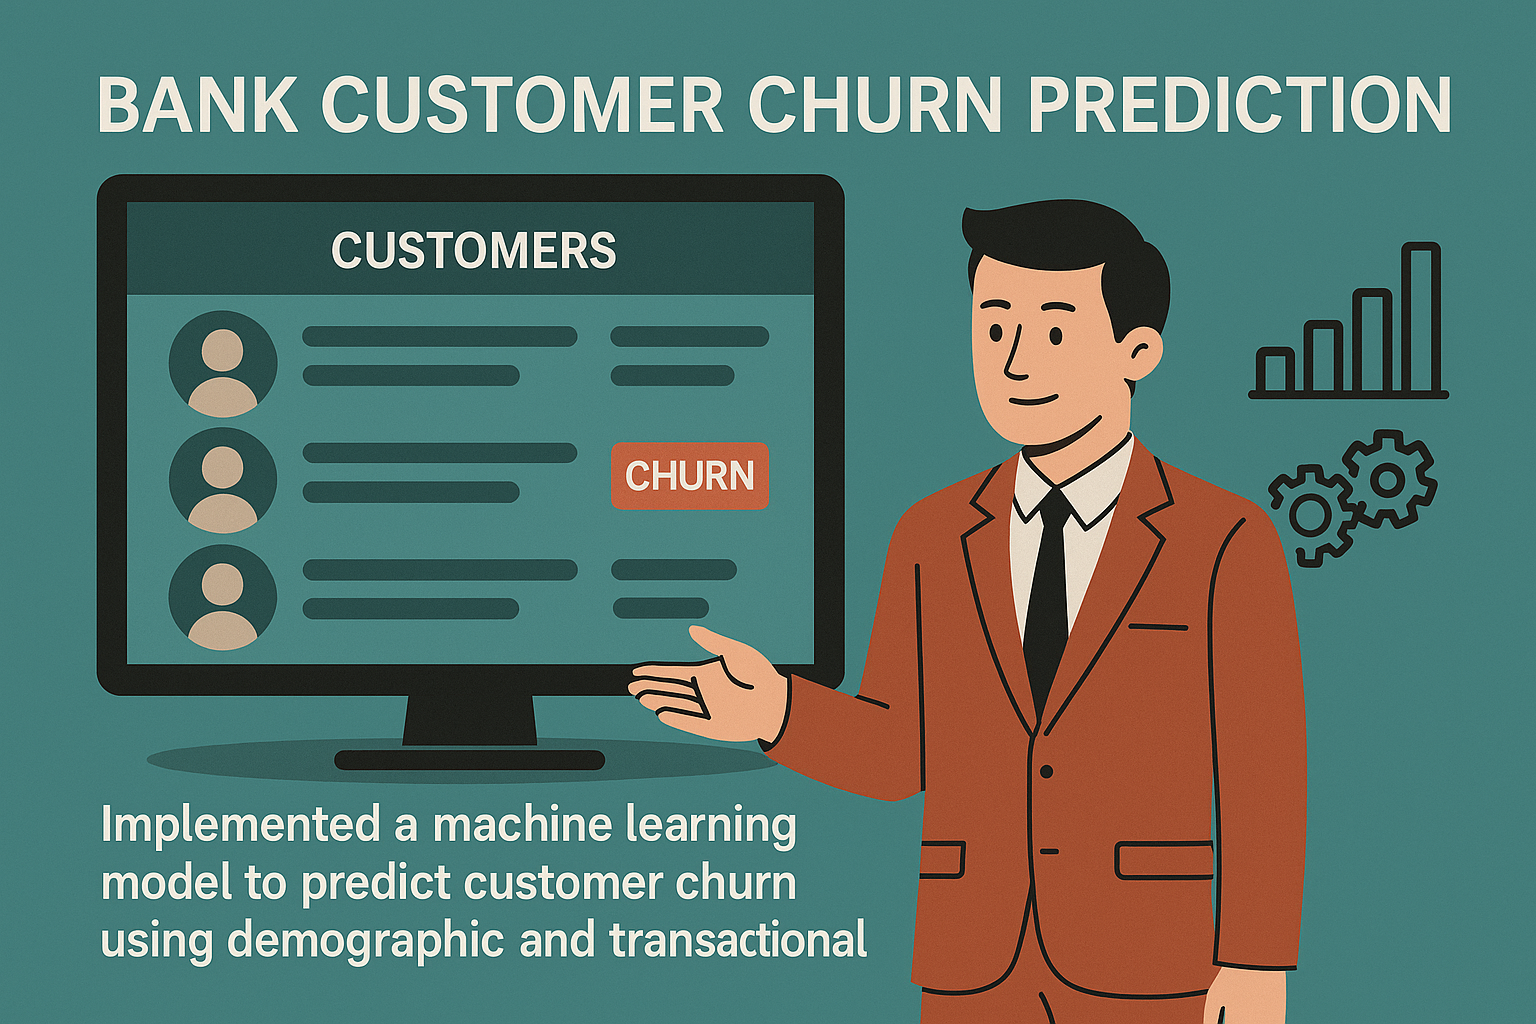 BANK CUSTOMER CHURN PREDICTION
CUSTOMERS
CHURN
Implemented a machine learning
model to predict customer churn
using demographic and transactional